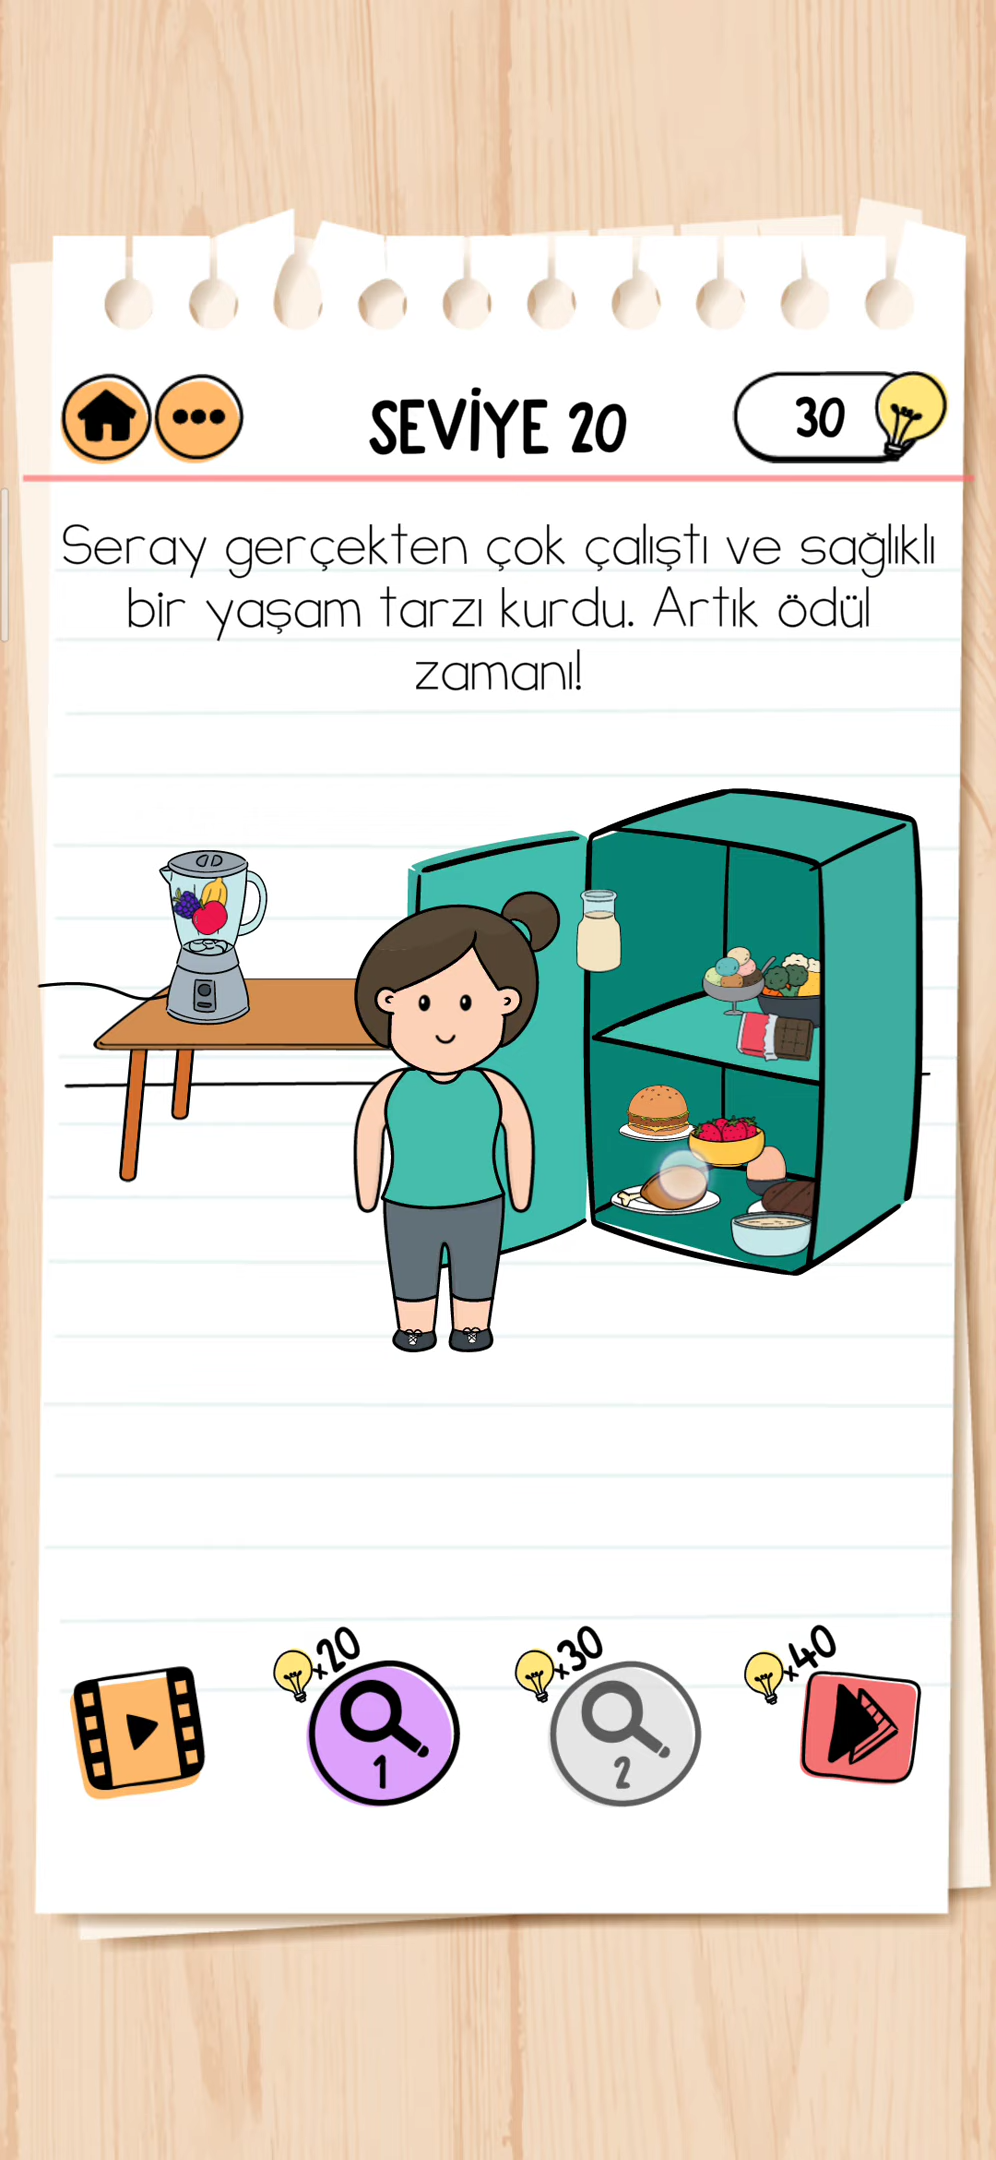 SEVİYE 20
30
Seray gerçekten çok çalıştı ve sağlıklı
bir yaşam tarzı kurdu. Artık ödül
zamanı!
x20
x30
x40
1
2